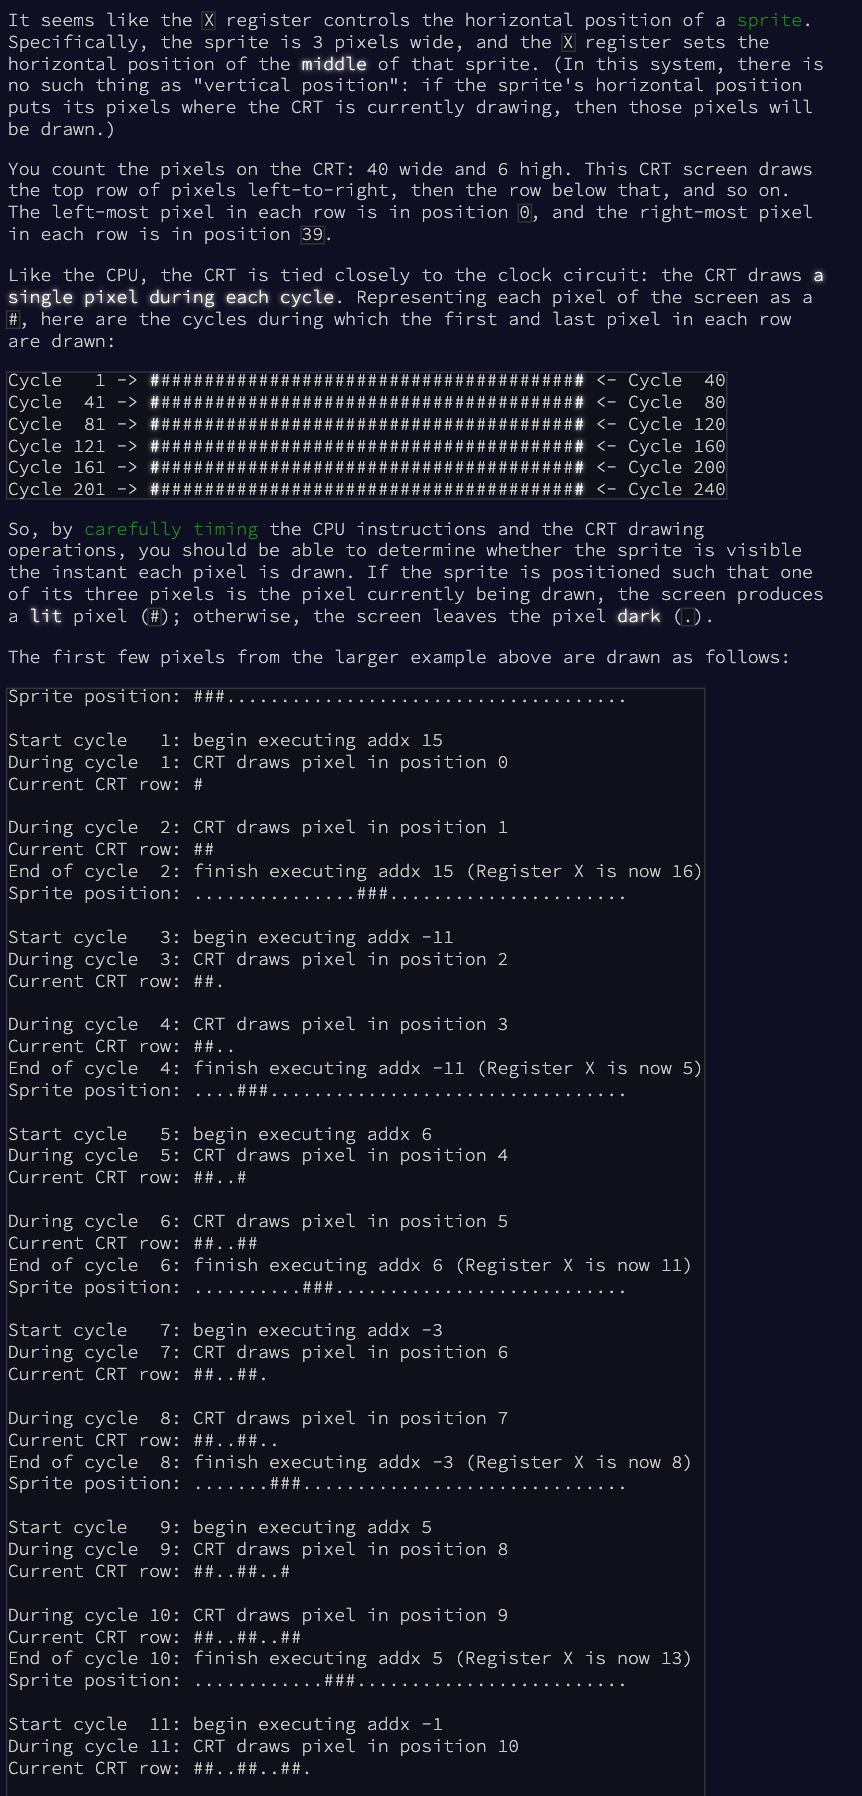 It seems like the X register controls the horizontal position of a sprite.
Specifically, the sprite is 3 pixels wide, and the X register sets the
horizontal position of the middle of that sprite. (In this system, there is
no such thing as "vertical position": if the sprite's horizontal position
puts its pixels where the CRT is currently drawing, then those pixels will
be drawn.)
You count the pixels on the CRT: 40 wide and 6 high. This CRT screen draws
the top row of pixels left-to-right, then the row below that, and so on.
The left-most pixel in each row is in position 0, and the right-most pixel
in each row is in position 39.
Like the CPU, the CRT is tied closely to the clock circuit: the CRT draws a
single pixel during each cycle. Representing each pixel of the screen as a
#, here are the cycles during which the first and last pixel in each row
are drawn:
Cycle   1 -> ######################################## <- Cycle  40
Cycle  41 -> ######################################## <- Cycle  80
Cycle  81 -> ######################################## <- Cycle 120
Cycle 121 -> ######################################## <- Cycle 160
Cycle 161 -> ######################################## <- Cycle 200
Cycle 201 -> ######################################## <- Cycle 240
So, by carefully timing the CPU instructions and the CRT drawing
operations, you should be able to determine whether the sprite is visible
the instant each pixel is drawn. If the sprite is positioned such that one
of its three pixels is the pixel currently being drawn, the screen produces
a lit pixel (#); otherwise, the screen leaves the pixel dark (.).
The first few pixels from the larger example above are drawn as follows:
Sprite position: ###.....................................
Start cycle   1: begin executing addx 15
During cycle  1: CRT draws pixel in position 0
Current CRT row: #
During cycle  2: CRT draws pixel in position 1
Current CRT row: ##
End of cycle  2: finish executing addx 15 (Register X is now 16)
Sprite position: ...............###......................
Start cycle   3: begin executing addx -11
During cycle  3: CRT draws pixel in position 2
Current CRT row: ##.
During cycle  4: CRT draws pixel in position 3
Current CRT row: ##..
End of cycle  4: finish executing addx -11 (Register X is now 5)
Sprite position: ....###.................................
Start cycle   5: begin executing addx 6
During cycle  5: CRT draws pixel in position 4
Current CRT row: ##..#
During cycle  6: CRT draws pixel in position 5
Current CRT row: ##..##
End of cycle  6: finish executing addx 6 (Register X is now 11)
Sprite position: ..........###...........................
Start cycle   7: begin executing addx -3
During cycle  7: CRT draws pixel in position 6
Current CRT row: ##..##.
During cycle  8: CRT draws pixel in position 7
Current CRT row: ##..##..
End of cycle  8: finish executing addx -3 (Register X is now 8)
Sprite position: .......###..............................
Start cycle   9: begin executing addx 5
During cycle  9: CRT draws pixel in position 8
Current CRT row: ##..##..#
During cycle 10: CRT draws pixel in position 9
Current CRT row: ##..##..##
End of cycle 10: finish executing addx 5 (Register X is now 13)
Sprite position: ............###.........................
Start cycle  11: begin executing addx -1
During cycle 11: CRT draws pixel in position 10
Current CRT row: ##..##..##.